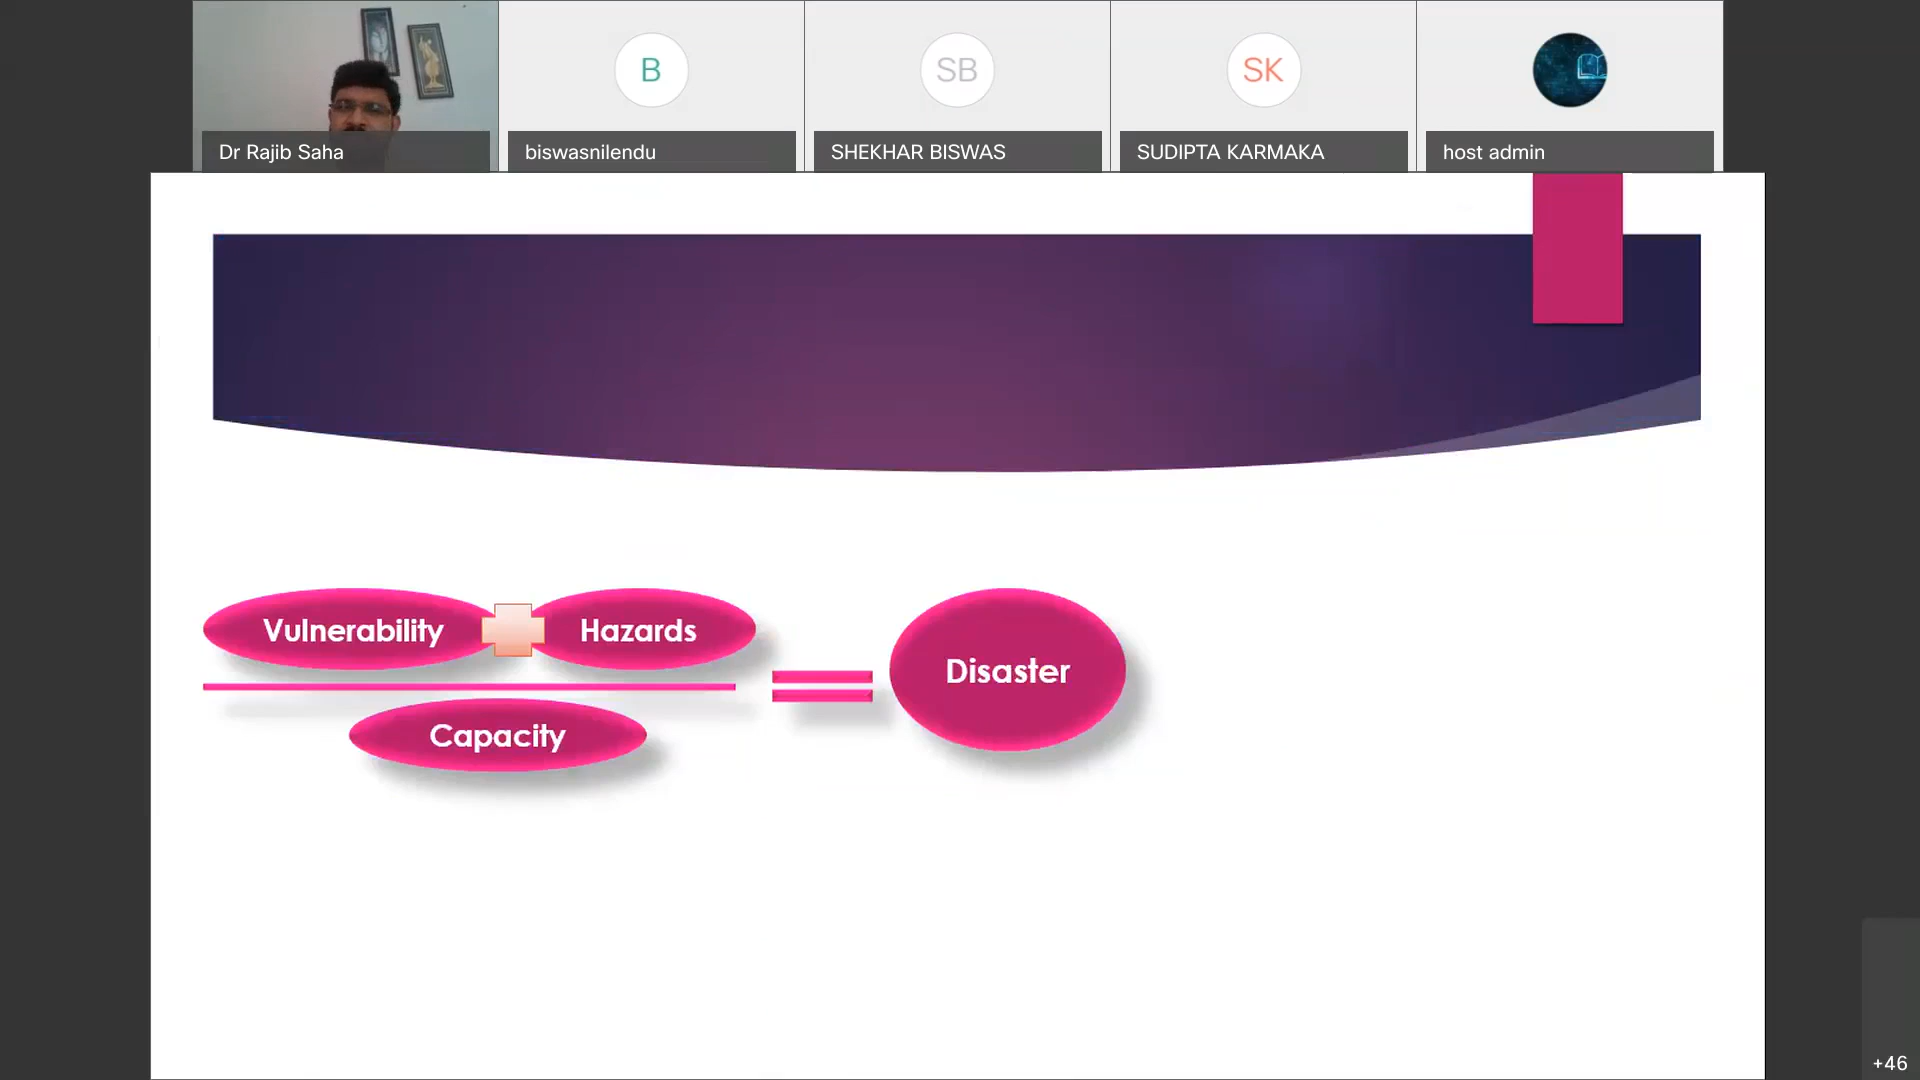 B
SB
SK
Dr Rajib Saha
biswasnilendu
SHEKHAR BISWAS
SUDIPTA KARMAKA
host admin
Vulnerability
Hazards
Capacity
Disaster
+46